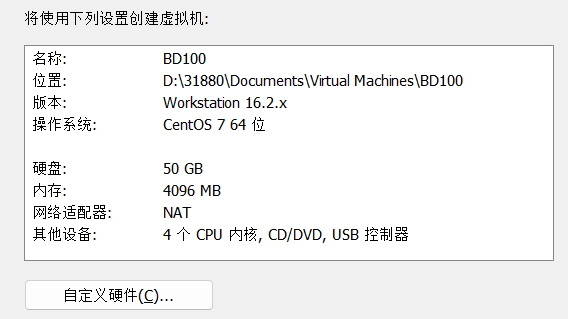 将使用下列设置创建虚拟机:
名称: BD100
位置: D:\31880\Documents\Virtual Machines\BD100
版本: Workstation 16.2.x
操作系统: CentOS 7 64 位
硬盘: 50 GB
内存: 4096 MB
网络适配器: NAT
其他设备: 4 个 CPU 内核, CD/DVD, USB 控制器
自定义硬件(C)...